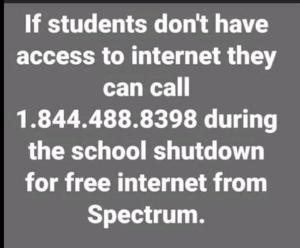 If students don't have
access to internet they
can call
1.844.488.8398 during
the school shutdown
for free internet from
Spectrum.